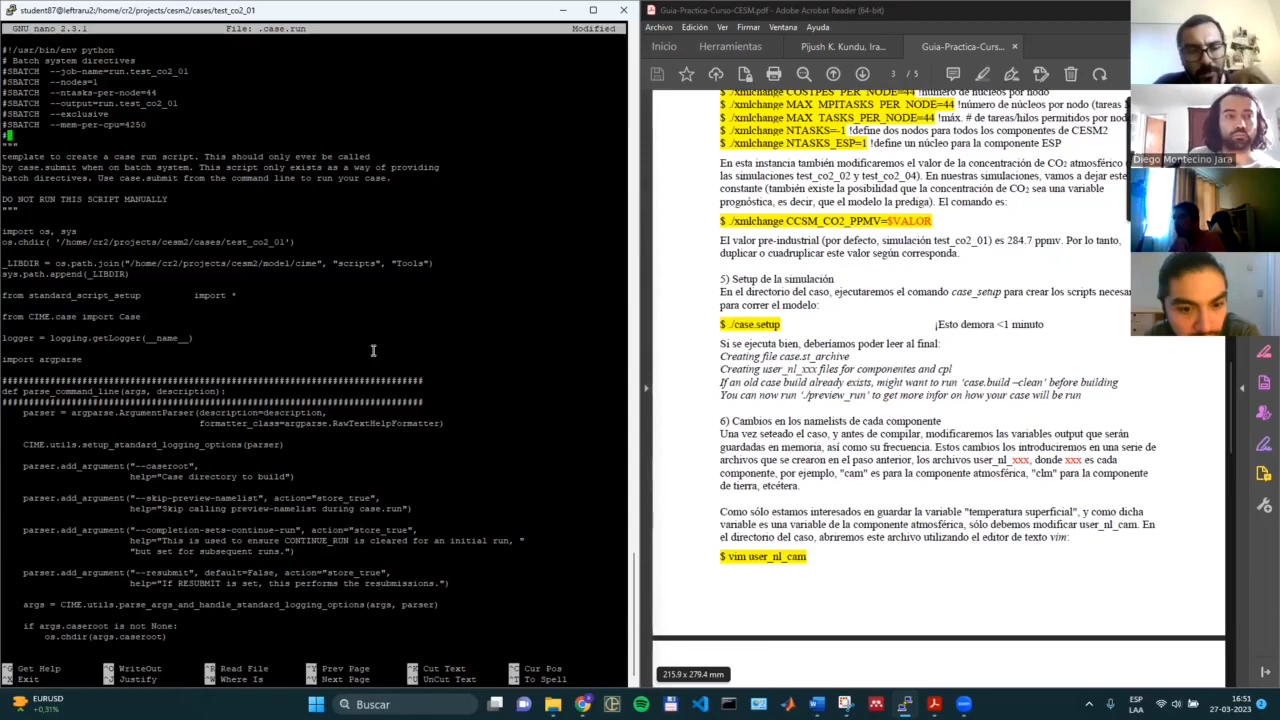 student87@leftraru2:/home/cr2/projects/cesm2/cases/test_co2_01
GNU nano 2.3.1 File: .case.run Modified
#!/usr/bin/env python
# Batch system directives
#SBATCH --job-name=run.test_co2_01
#SBATCH --nodes=1
#SBATCH --ntasks-per-node=44
#SBATCH --output=run.test_co2_01
#SBATCH --exclusive
#SBATCH --mem-per-cpu=4250
#
"""
template to create a case run script. This should only ever be called
by case.submit when on batch system. This script only exists as a way of providing
batch directives. Use case.submit from the command line to run your case.
DO NOT RUN THIS SCRIPT MANUALLY
"""
import os, sys
os.chdir( '/home/cr2/projects/cesm2/cases/test_co2_01')
_LIBDIR = os.path.join("/home/cr2/projects/cesm2/model/cime", "scripts", "Tools")
sys.path.append(_LIBDIR)
from standard_script_setup import *
from CIME.case import Case
logger = logging.getLogger(__name__)
import argparse
###############################################################################
def parse_command_line(args, description):
###############################################################################
parser = argparse.ArgumentParser(description=description,
formatter_class=argparse.RawTextHelpFormatter)
CIME.utils.setup_standard_logging_options(parser)
parser.add_argument("--caseroot",
help="Case directory to build")
parser.add_argument("--skip-preview-namelist", action="store_true",
help="Skip calling preview-namelist during case.run")
parser.add_argument("--completion-sets-continue-run", action="store_true",
help="This is used to ensure CONTINUE_RUN is cleared for an initial run, "
"but set for subsequent runs.")
parser.add_argument("--resubmit", default=False, action="store_true",
help="If RESUBMIT is set, this performs the resubmissions.")
args = CIME.utils.parse_args_and_handle_standard_logging_options(args, parser)
if args.caseroot is not None:
os.chdir(args.caseroot)
^G Get Help ^O WriteOut ^R Read File ^Y Prev Page ^K Cut Text ^C Cur Pos
^X Exit ^J Justify ^W Where Is ^V Next Page ^U UnCut Text ^T To Spell
Guia-Practica-Curso-CESM.pdf - Adobe Acrobat Reader (64-bit)
Archivo Edición Ver Firmar Ventana Ayuda
Inicio Herramientas Pijush K. Kundu, Ira... Guia-Practica-Curs... ×
3 / 5
$ ./xmlchange COSTPES_PER_NODE=44 !número de núcleos por nodo
$ ./xmlchange MAX_MPITASKS_PER_NODE=44 !número de núcleos por nodo (tareas
$ ./xmlchange MAX_TASKS_PER_NODE=44 !máx. # de tareas/hilos permitidos por nod
$ ./xmlchange NTASKS=-1 !define dos nodos para todos los componentes de CESM2
$ ./xmlchange NTASKS_ESP=1 !define un núcleo para la componente ESP
En esta instancia también modificaremos el valor de la concentración de CO₂ atmosférico (
las simulaciones test_co2_02 y test_co2_04). En nuestras simulaciones, vamos a dejar este
constante (también existe la posibilidad que la concentración de CO₂ sea una variable
prognóstica, es decir, que el modelo la prediga). El comando es:
$ ./xmlchange CCSM_CO2_PPMV=$VALOR
El valor pre-industrial (por defecto, simulación test_co2_01) es 284.7 ppmv. Por lo tanto,
duplicar o cuadruplicar este valor según corresponda.
5) Setup de la simulación
En el directorio del caso, ejecutaremos el comando case_setup para crear los scripts necesar
para correr el modelo:
$ ./case.setup ¡Esto demora <1 minuto
Si se ejecuta bien, deberíamos poder leer al final:
Creating file case.st_archive
Creating user_nl_xxx files for componentes and cpl
If an old case build already exists, might want to run 'case.build –clean' before building
You can now run './preview_run' to get more infor on how your case will be run
6) Cambios en los namelists de cada componente
Una vez seteado el caso, y antes de compilar, modificaremos las variables output que serán
guardadas en memoria, así como su frecuencia. Estos cambios los introduciremos en una serie de
archivos que se crearon en el paso anterior, los archivos user_nl_xxx, donde xxx es cada
componente, por ejemplo, "cam" es para la componente atmosférica, "clm" para la componente
de tierra, etcétera.
Como sólo estamos interesados en guardar la variable "temperatura superficial", y como dicha
variable es una variable de la componente atmosférica, sólo debemos modificar user_nl_cam. En
el directorio del caso, abriremos este archivo utilizando el editor de texto vim:
$ vim user_nl_cam
215.9 x 279.4 mm
Diego Montecino Jara
EURUSD
+0,31%
Buscar
ESP
LAA
16:51
27-03-2023